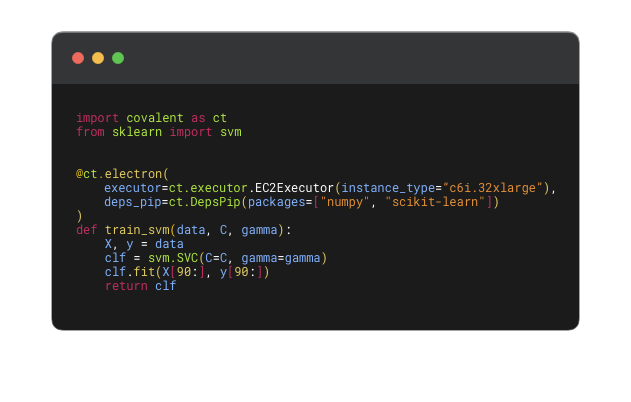 import covalent as ct
from sklearn import svm
@ct.electron(
    executor=ct.executor.EC2Executor(instance_type="c6i.32xlarge"),
    deps_pip=ct.DepsPip(packages=["numpy", "scikit-learn"])
)
def train_svm(data, C, gamma):
    X, y = data
    clf = svm.SVC(C=C, gamma=gamma)
    clf.fit(X[90:], y[90:])
    return clf